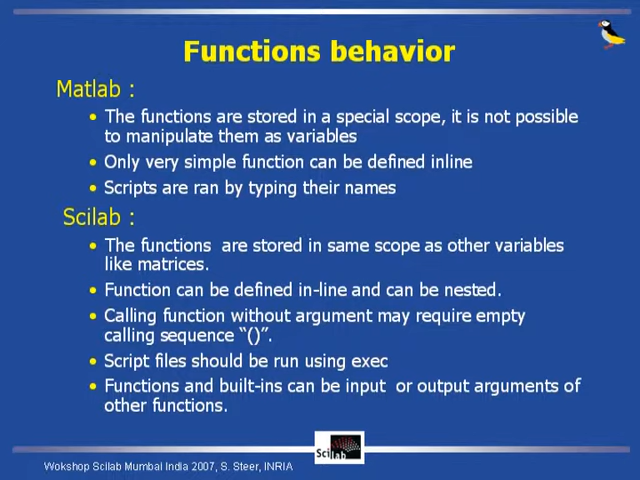 Functions behavior
Matlab :
• The functions are stored in a special scope, it is not possible
to manipulate them as variables
• Only very simple function can be defined inline
• Scripts are ran by typing their names
Scilab :
• The functions are stored in same scope as other variables
like matrices.
• Function can be defined in-line and can be nested.
• Calling function without argument may require empty
calling sequence “()”.
• Script files should be run using exec
• Functions and built-ins can be input or output arguments of
other functions.
Scilab
Wokshop Scilab Mumbai India 2007, S. Steer, INRIA